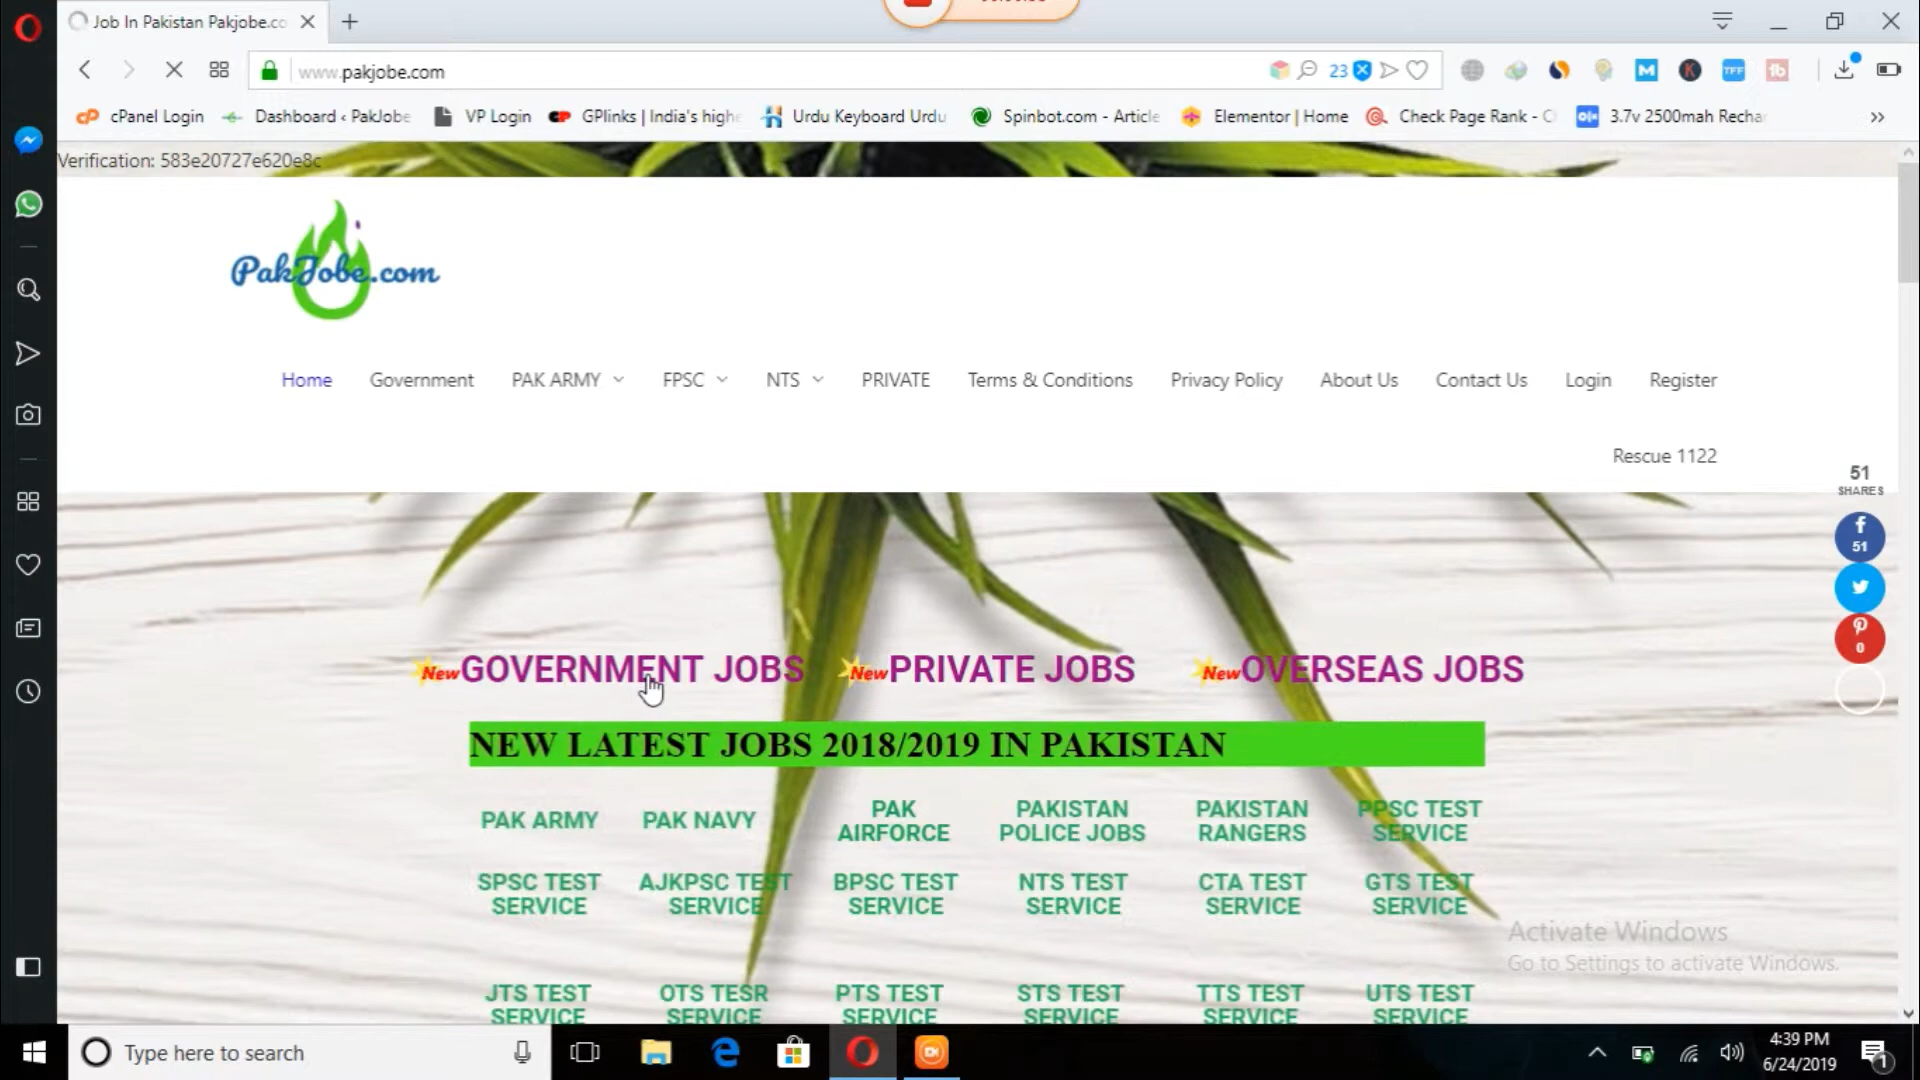 Job In Pakistan Pakjobe.co
www.pakjobe.com
23
cPanel Login
Dashboard ‹ PakJobe
VP Login
GPlinks | India's highe
Urdu Keyboard Urdu
Spinbot.com - Article
Elementor | Home
Check Page Rank - C
3.7v 2500mah Recha
Verification: 583e20727e620e8c
PakJobe.com
Home
Government
PAK ARMY
FPSC
NTS
PRIVATE
Terms & Conditions
Privacy Policy
About Us
Contact Us
Login
Register
Rescue 1122
51
SHARES
51
0
New GOVERNMENT JOBS
New PRIVATE JOBS
New OVERSEAS JOBS
NEW LATEST JOBS 2018/2019 IN PAKISTAN
PAK ARMY
PAK NAVY
PAK
AIRFORCE
PAKISTAN
POLICE JOBS
PAKISTAN
RANGERS
PPSC TEST
SERVICE
SPSC TEST
SERVICE
AJKPSC TEST
SERVICE
BPSC TEST
SERVICE
NTS TEST
SERVICE
CTA TEST
SERVICE
GTS TEST
SERVICE
Activate Windows
Go to Settings to activate Windows.
JTS TEST
SERVICE
OTS TESR
SERVICE
PTS TEST
SERVICE
STS TEST
SERVICE
TTS TEST
SERVICE
UTS TEST
SERVICE
Type here to search
4:39 PM
6/24/2019
1